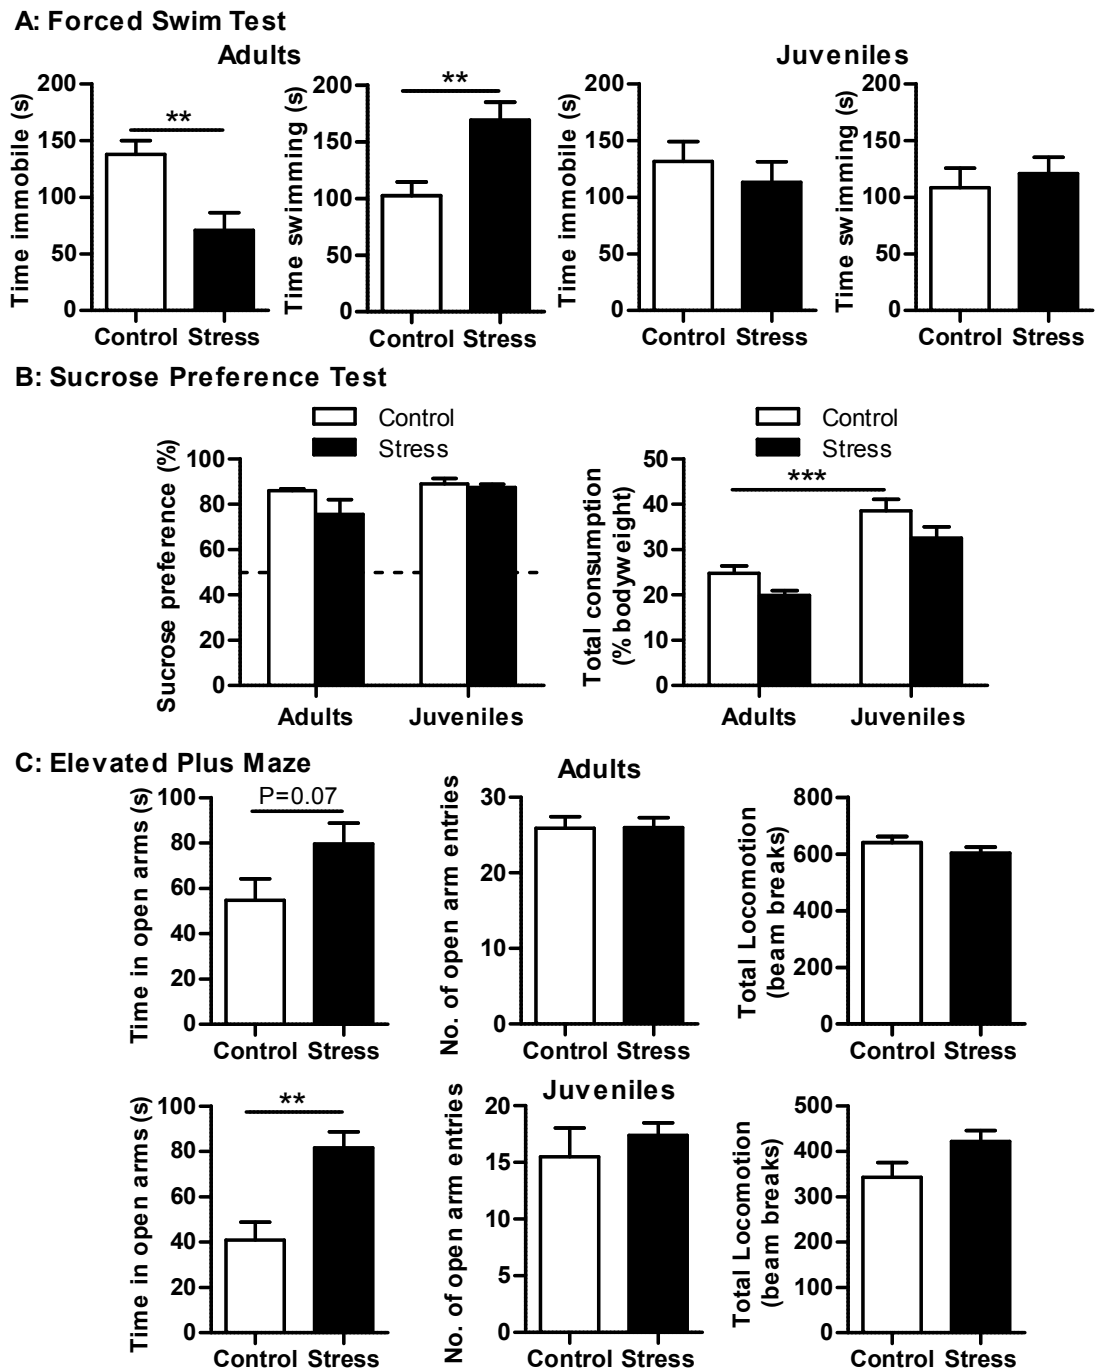 A: Forced Swim Test
Adults
Juveniles
Time immobile (s)
200
150
100
50
0
**
Control Stress
Time swimming (s)
200
150
100
50
0
**
Control Stress
Time immobile (s)
200
150
100
50
0
Control Stress
Time swimming (s)
200
150
100
50
0
Control Stress
B: Sucrose Preference Test
Control
Stress
Sucrose preference (%)
100
80
60
40
20
0
Adults
Juveniles
Control
Stress
Total consumption
(% bodyweight)
50
40
30
20
10
0
***
Adults
Juveniles
C: Elevated Plus Maze
Adults
Time in open arms (s)
100
80
60
40
20
0
P=0.07
Control Stress
No. of open arm entries
30
20
10
0
Control Stress
Total Locomotion
(beam breaks)
800
600
400
200
0
Control Stress
Juveniles
Time in open arms (s)
100
80
60
40
20
0
**
Control Stress
No. of open arm entries
20
15
10
5
0
Control Stress
Total Locomotion
(beam breaks)
500
400
300
200
100
0
Control Stress